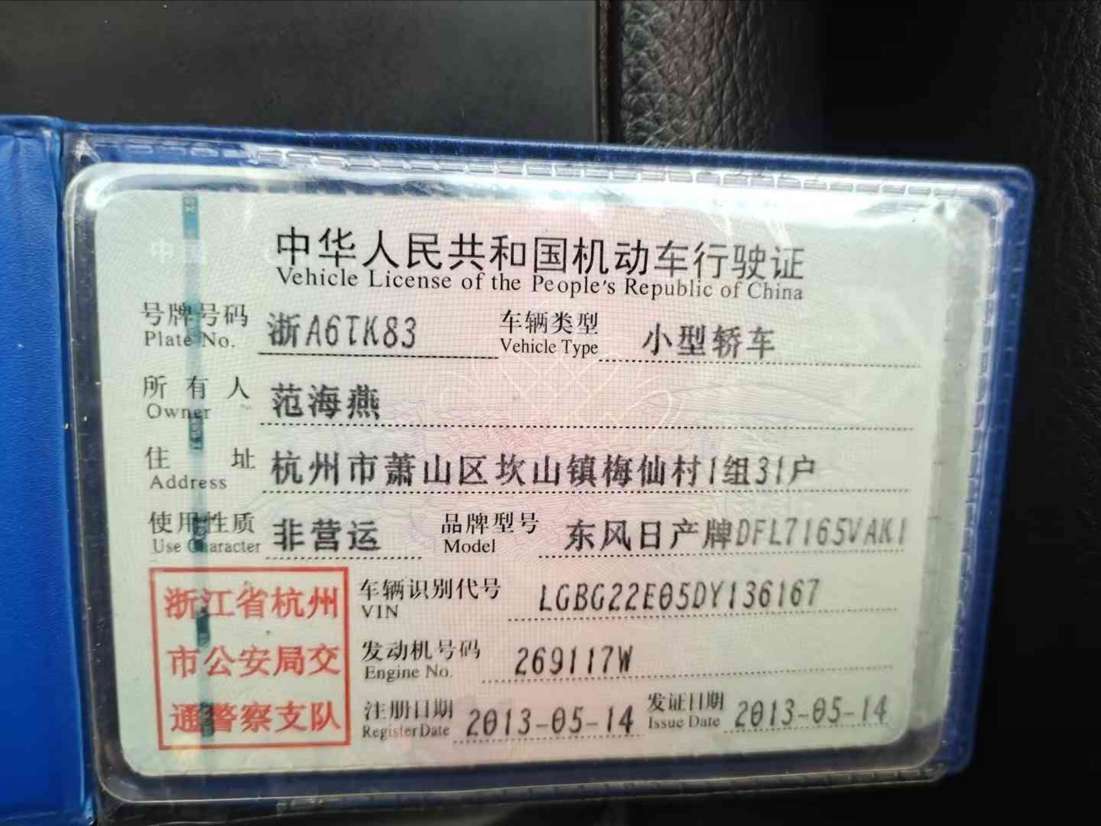 中华人民共和国机动车行驶证
Vehicle License of the People's Republic of China
号牌号码 浙A6TK83 车辆类型 小型轿车
Plate No. Vehicle Type
所有人 范海燕
Owner
住址 杭州市萧山区坎山镇梅仙村1组31户
Address
使用性质 非营运 品牌型号 东风日产牌DFL7165VAK1
Use Character Model
浙江省杭州 车辆识别代号 LGBG22E05DY136167
VIN
市公安局交 发动机号码 269117W
Engine No.
通警察支队 注册日期 2013-05-14 发证日期 2013-05-14
Register Date Issue Date